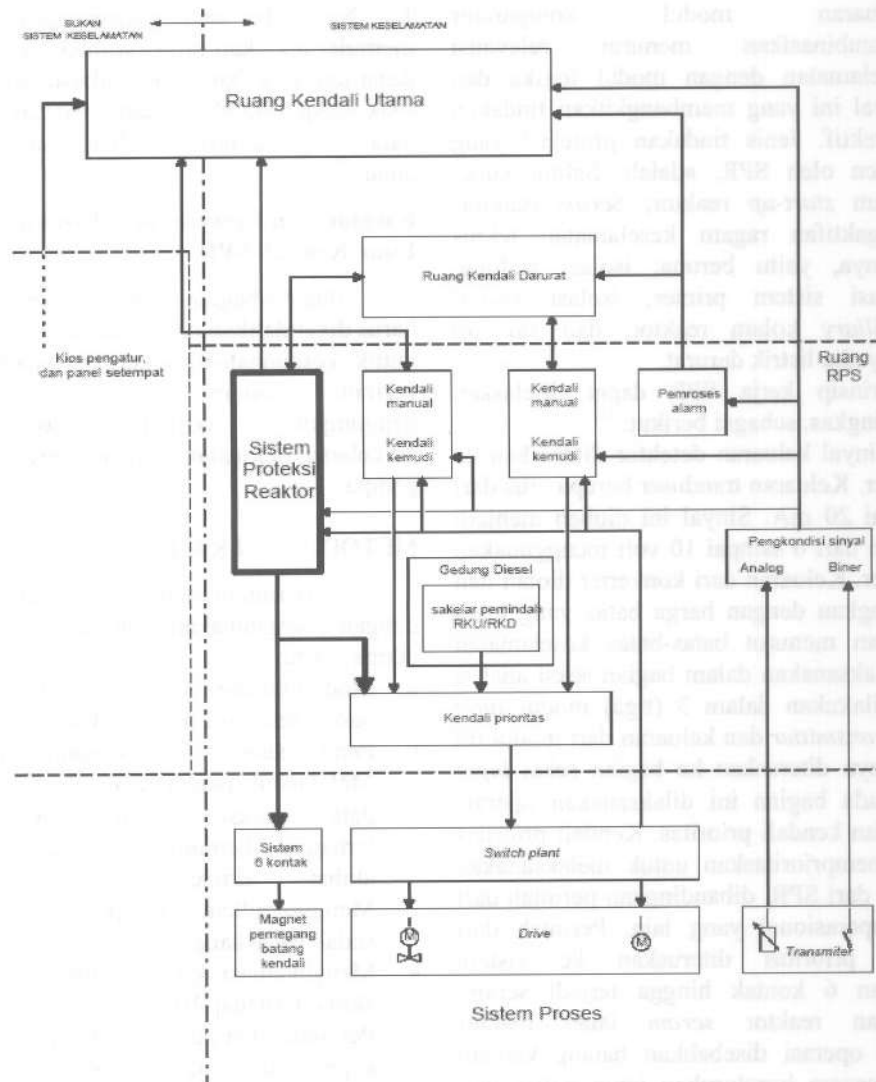 BUKAN
SISTEM KESELAMATAN
SISTEM KESELAMATAN
Ruang Kendali Utama
Ruang Kendali Darurat
Kios pengatur,
dan panel setempat
Ruang
RPS
Sistem
Proteksi
Reaktor
Kendali
manual
Kendali
kemudi
Kendali
manual
Kendali
kemudi
Pemroses
alarm
Pengkondisi sinyal
Analog
Biner
Gedung Diesel
sakelar pemindah
RKU/RKD
Kendali prioritas
Sistem
6 kontak
Switch plant
Magnet
pemegang
batang
kendali
M
Drive
M
Transmiter
Sistem Proses